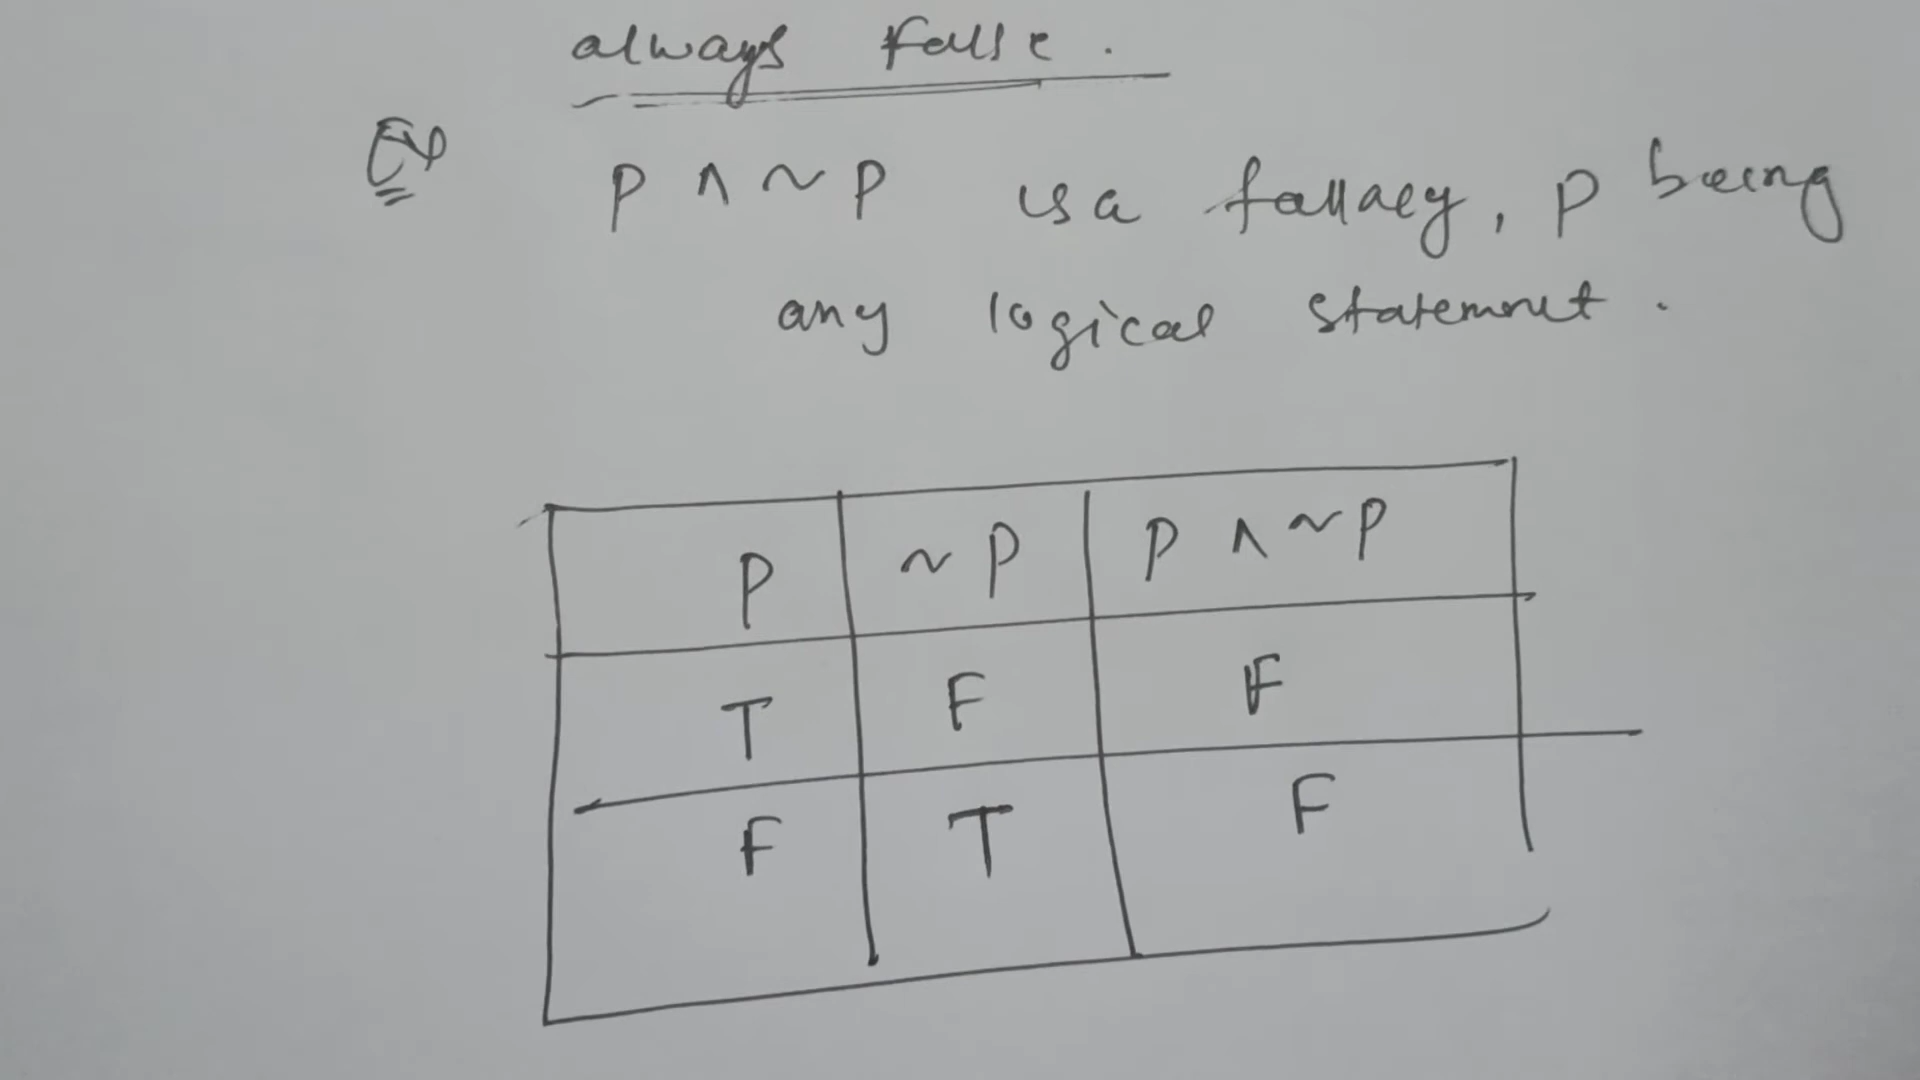 always false.
Ex p ∧ ~ p is a fallacy, p being
any logical statement.
P ~ P P ∧ ~ P
T F F
F T F